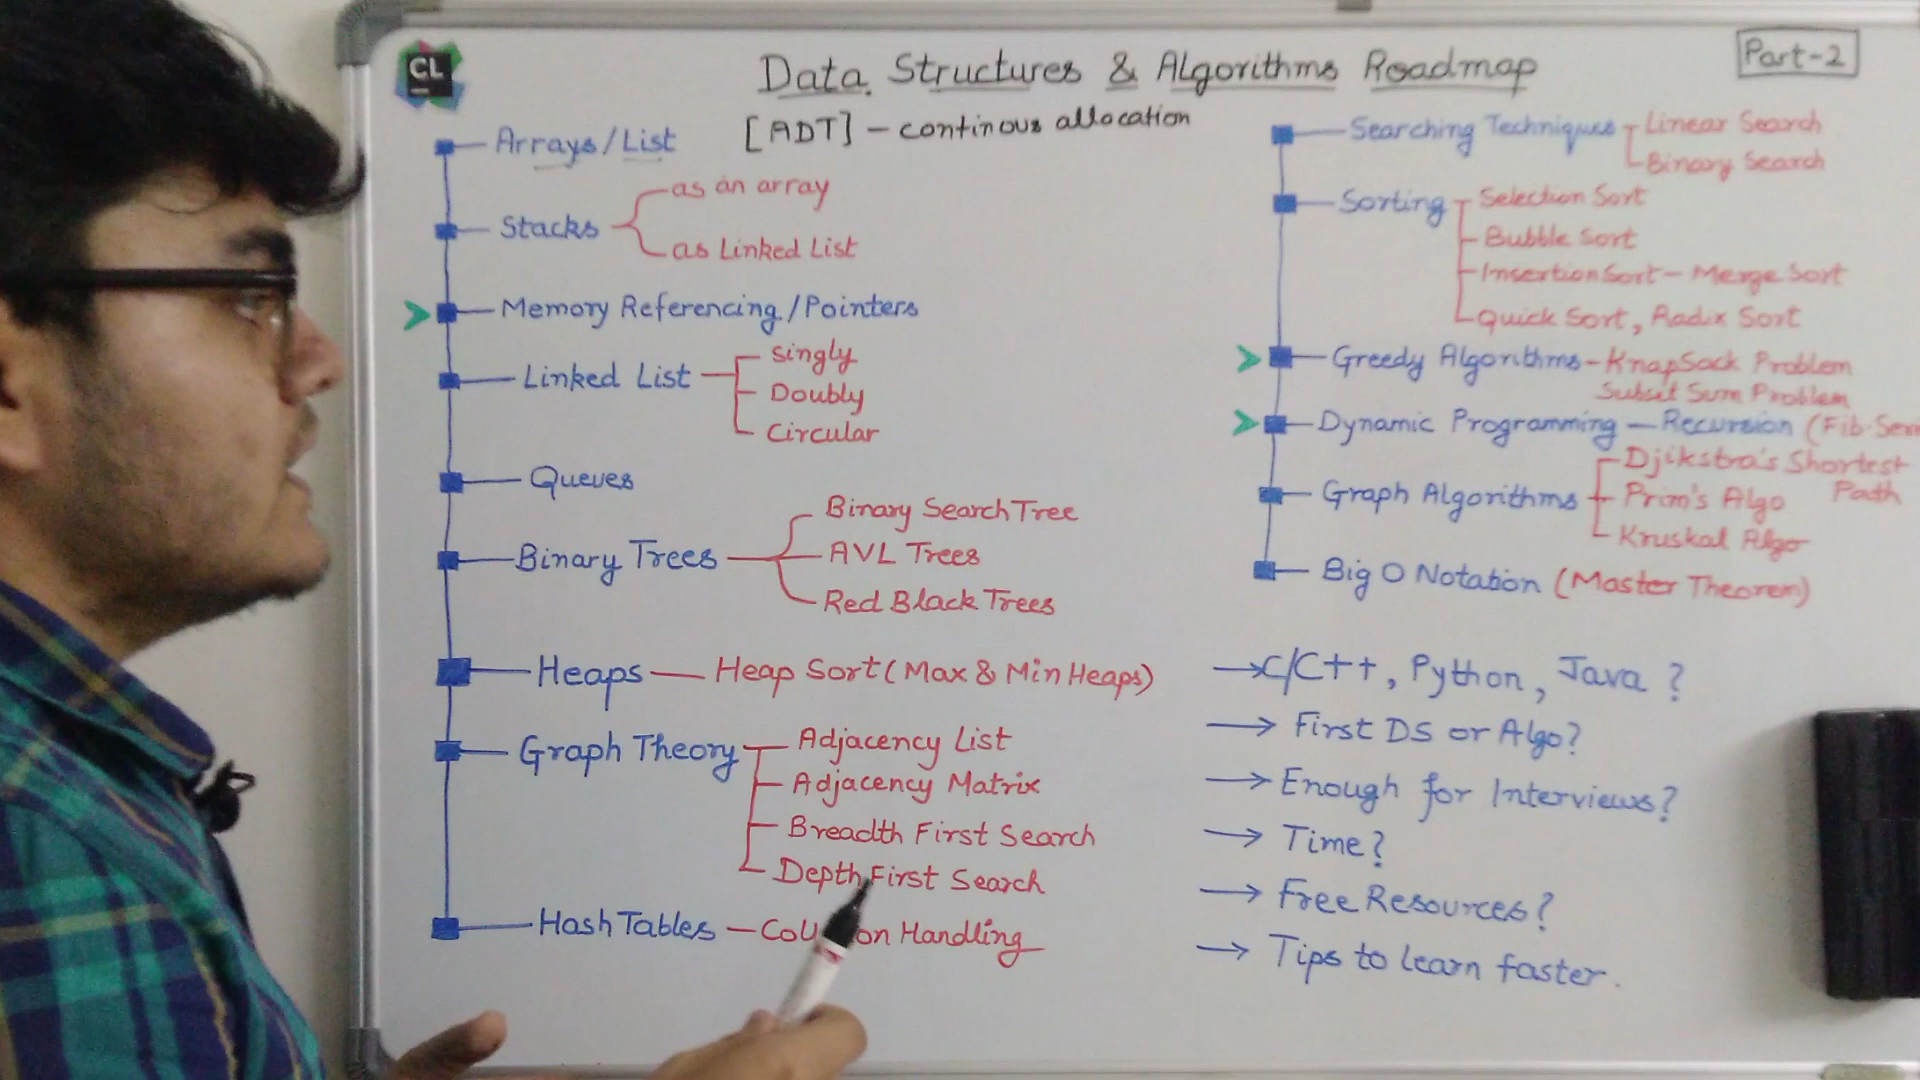 CL
Data Structures & Algorithms Roadmap
Part-2
[ADT] - continous allocation
Arrays/List
Stacks
as an array
as Linked List
Memory Referencing/Pointers
Linked List
Singly
Doubly
Circular
Queues
Binary Trees
Binary Search Tree
AVL Trees
Red Black Trees
Heaps — Heap Sort (Max & Min Heaps)
Graph Theory
Adjacency List
Adjacency Matrix
Breadth First Search
Depth First Search
Hash Tables — Handling
Searching Techniques
Linear Search
Binary Search
Sorting
Selection Sort
Bubble Sort
Insertion Sort - Merge Sort
Quick Sort, Radix Sort
Greedy Algorithms - KnapSack Problem
Subset Sum Problem
Dynamic Programming — Recursion (Fib.
Graph Algorithms
Djikstra's Shortest
Path
Prim's Algo
Kruskal Algo
Big O Notation (Master Theorem)
→ C/C++, Python, Java ?
→ First DS or Algo?
→ Enough for Interviews?
→ Time?
→ Free Resources?
→ Tips to learn faster.